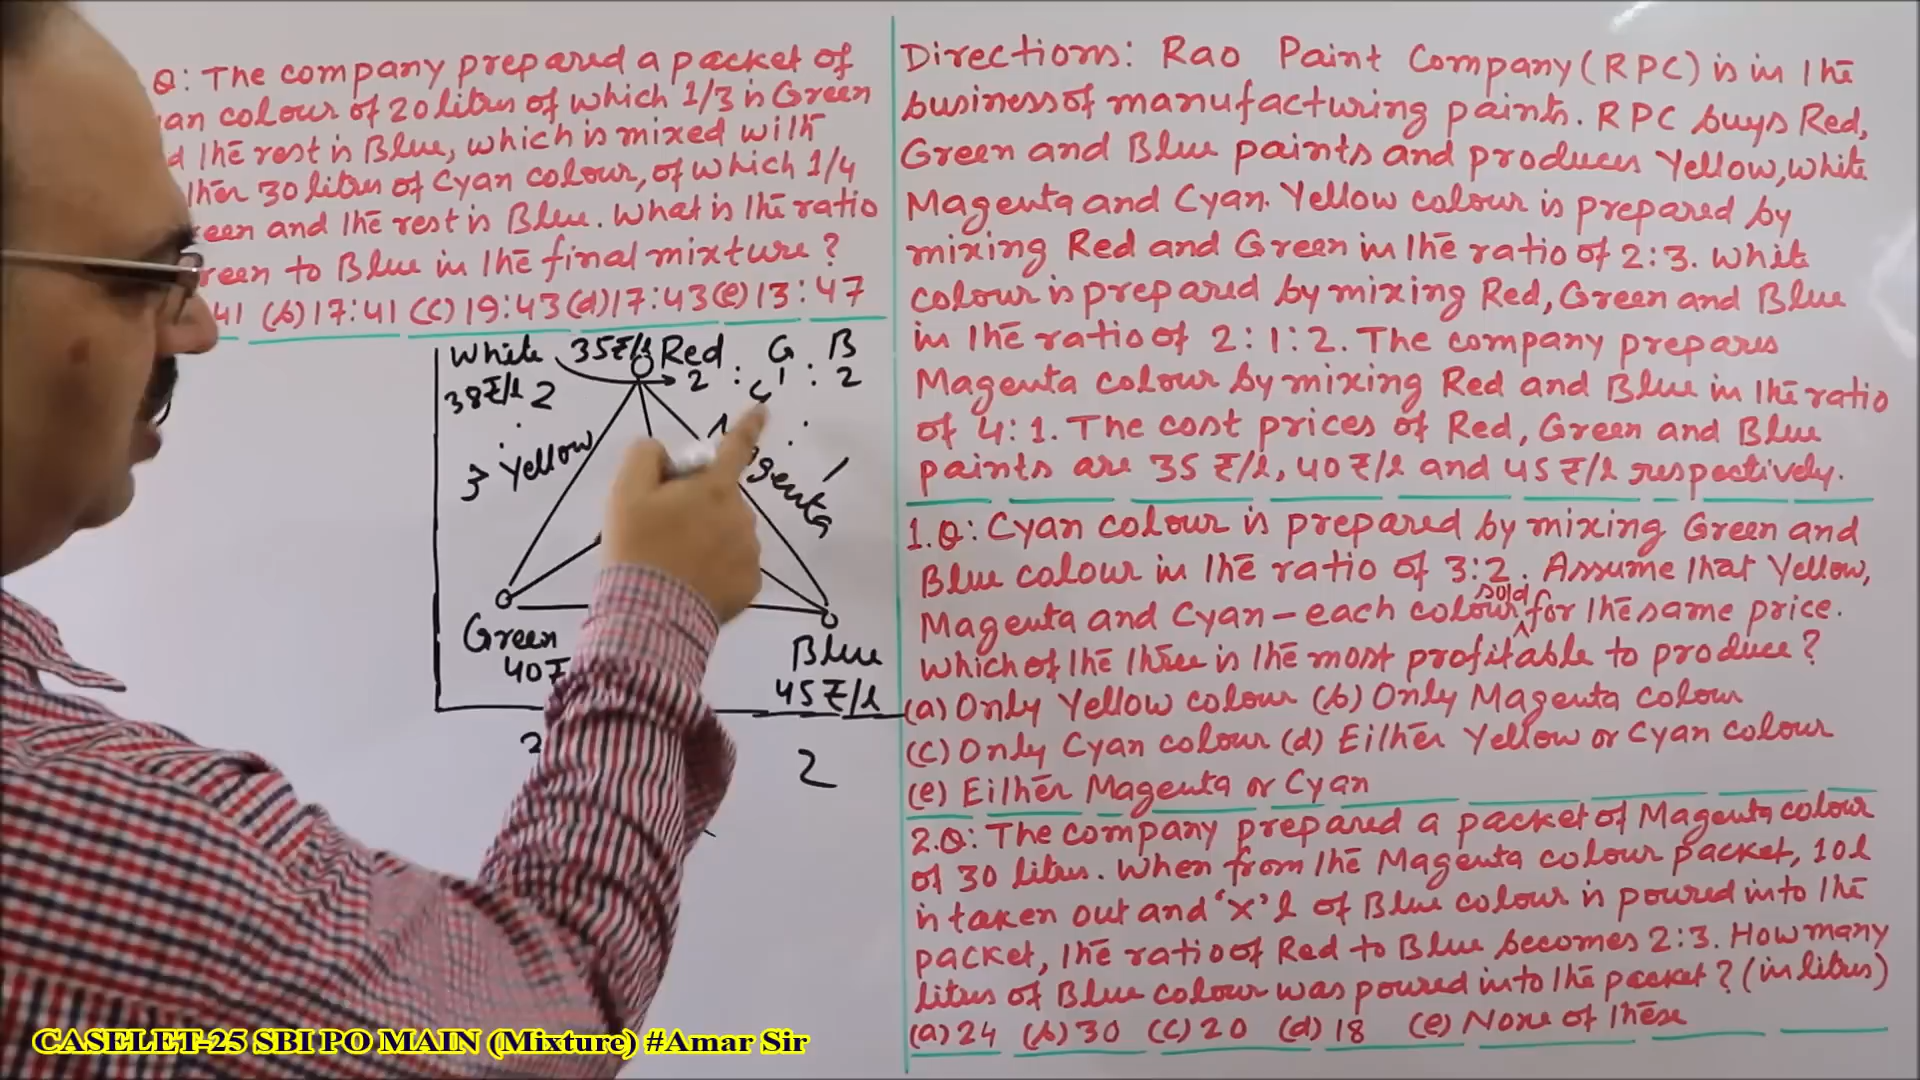 Q: The company prepared a packet of
an colour of 20 litres of which 1/3 is Green
d the rest is Blue, which is mixed with
ther 30 litres of Cyan colour, of which 1/4
een and the rest is Blue. What is the ratio
reen to Blue in the final mixture?
41 (b) 17:41 (c) 19:43 (d) 17:43 (e) 13:47
White 35₹/l Red G B
38₹/l 2 2 : 1 : 2
4
3 Yellow
1
Green
40₹
Blue
45₹/l
2
Directions: Rao Paint Company (RPC) is in the
business of manufacturing paints. RPC buys Red,
Green and Blue paints and produces Yellow, white
Magenta and Cyan. Yellow colour is prepared by
mixing Red and Green in the ratio of 2:3. White
colour is prepared by mixing Red, Green and Blue
in the ratio of 2:1:2. The company prepares
Magenta colour by mixing Red and Blue in the ratio
of 4:1. The cost prices of Red, Green and Blue
paints are 35 ₹/l, 40 ₹/l and 45 ₹/l respectively.
1.Q: Cyan colour is prepared by mixing Green and
Blue colour in the ratio of 3:2. Assume that Yellow,
Magenta and Cyan - each colour sold for the same price.
Which of the three is the most profitable to produce?
(a) Only Yellow colour (b) Only Magenta colour
(c) Only Cyan colour (d) Either Yellow or Cyan colour
(e) Either Magenta or Cyan
2.Q: The company prepared a packet of Magenta colour
of 30 litres. When from the Magenta colour packet, 10 l
is taken out and 'x' l of Blue colour is poured into the
packet, the ratio of Red to Blue becomes 2:3. How many
litres of Blue colour was poured into the packet? (in litres)
(a) 24 (b) 30 (c) 20 (d) 18 (e) None of these
CASELET-25 SBI PO MAIN (Mixture) #Amar Sir